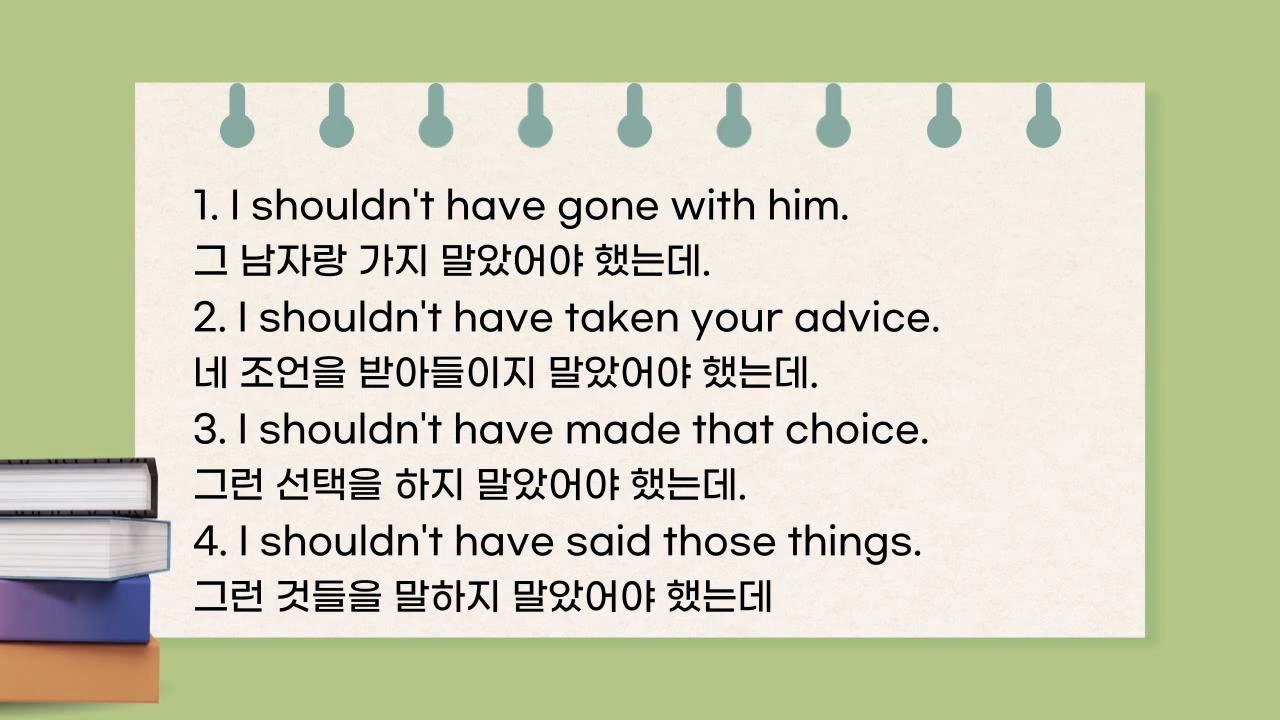 1. I shouldn't have gone with him.
그 남자랑 가지 말았어야 했는데.
2. I shouldn't have taken your advice.
네 조언을 받아들이지 말았어야 했는데.
3. I shouldn't have made that choice.
그런 선택을 하지 말았어야 했는데.
4. I shouldn't have said those things.
그런 것들을 말하지 말았어야 했는데